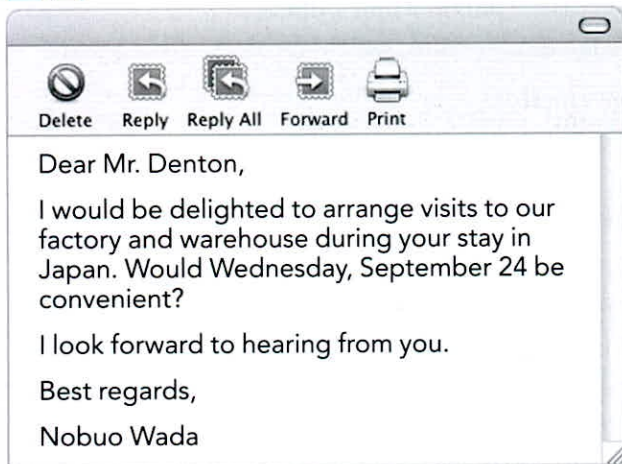 Delete Reply Reply All Forward Print
Dear Mr. Denton,
I would be delighted to arrange visits to our
factory and warehouse during your stay in
Japan. Would Wednesday, September 24 be
convenient?
I look forward to hearing from you.
Best regards,
Nobuo Wada